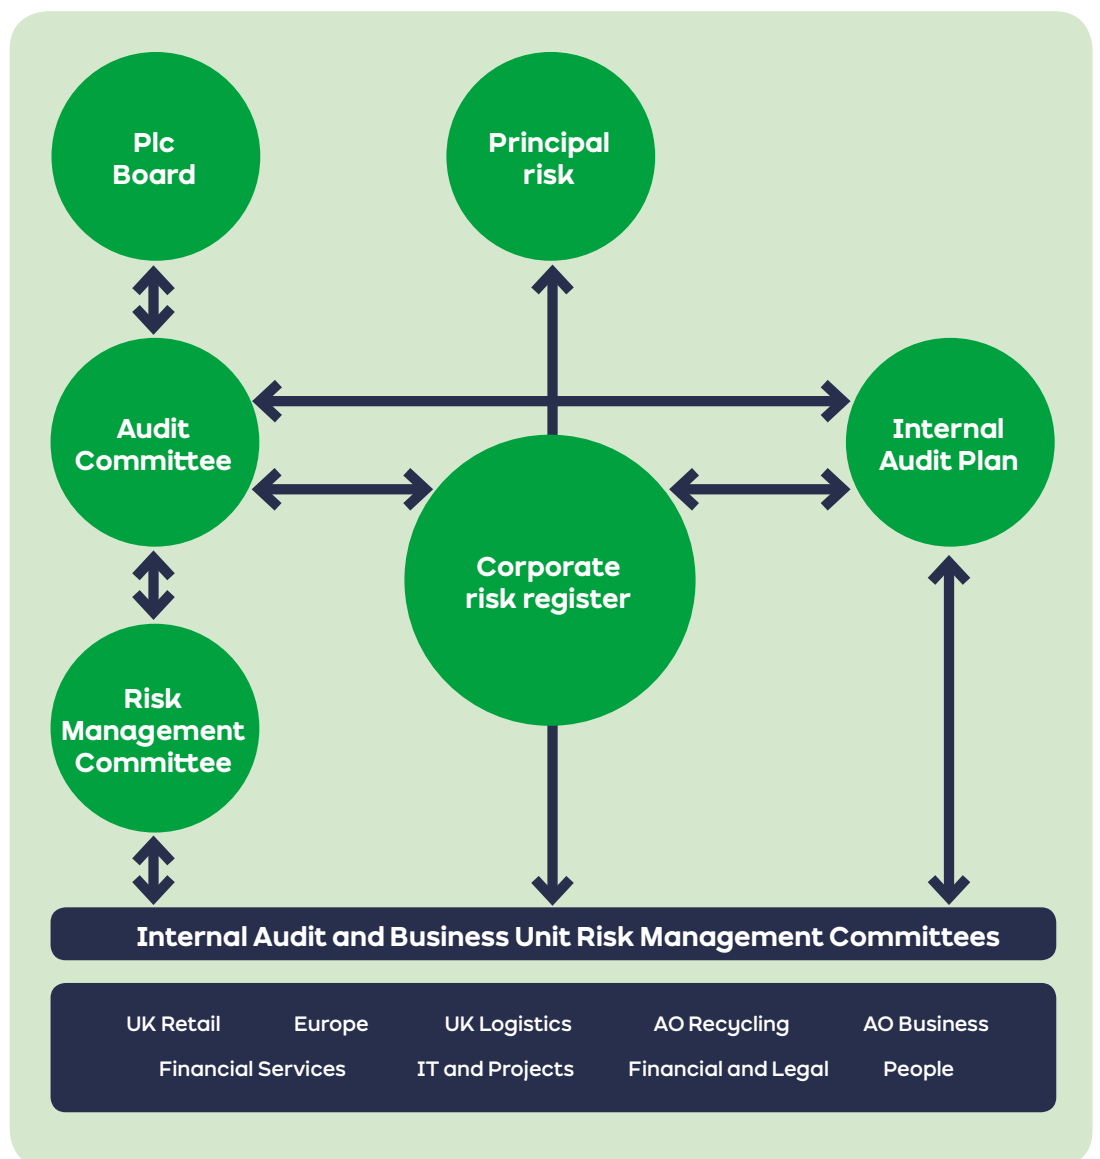 Plc
Board
Principal
risk
Audit
Committee
Internal
Audit Plan
Corporate
risk register
Risk
Management
Committee
Internal Audit and Business Unit Risk Management Committees
UK Retail Europe UK Logistics AO Recycling AO Business
Financial Services IT and Projects Financial and Legal People